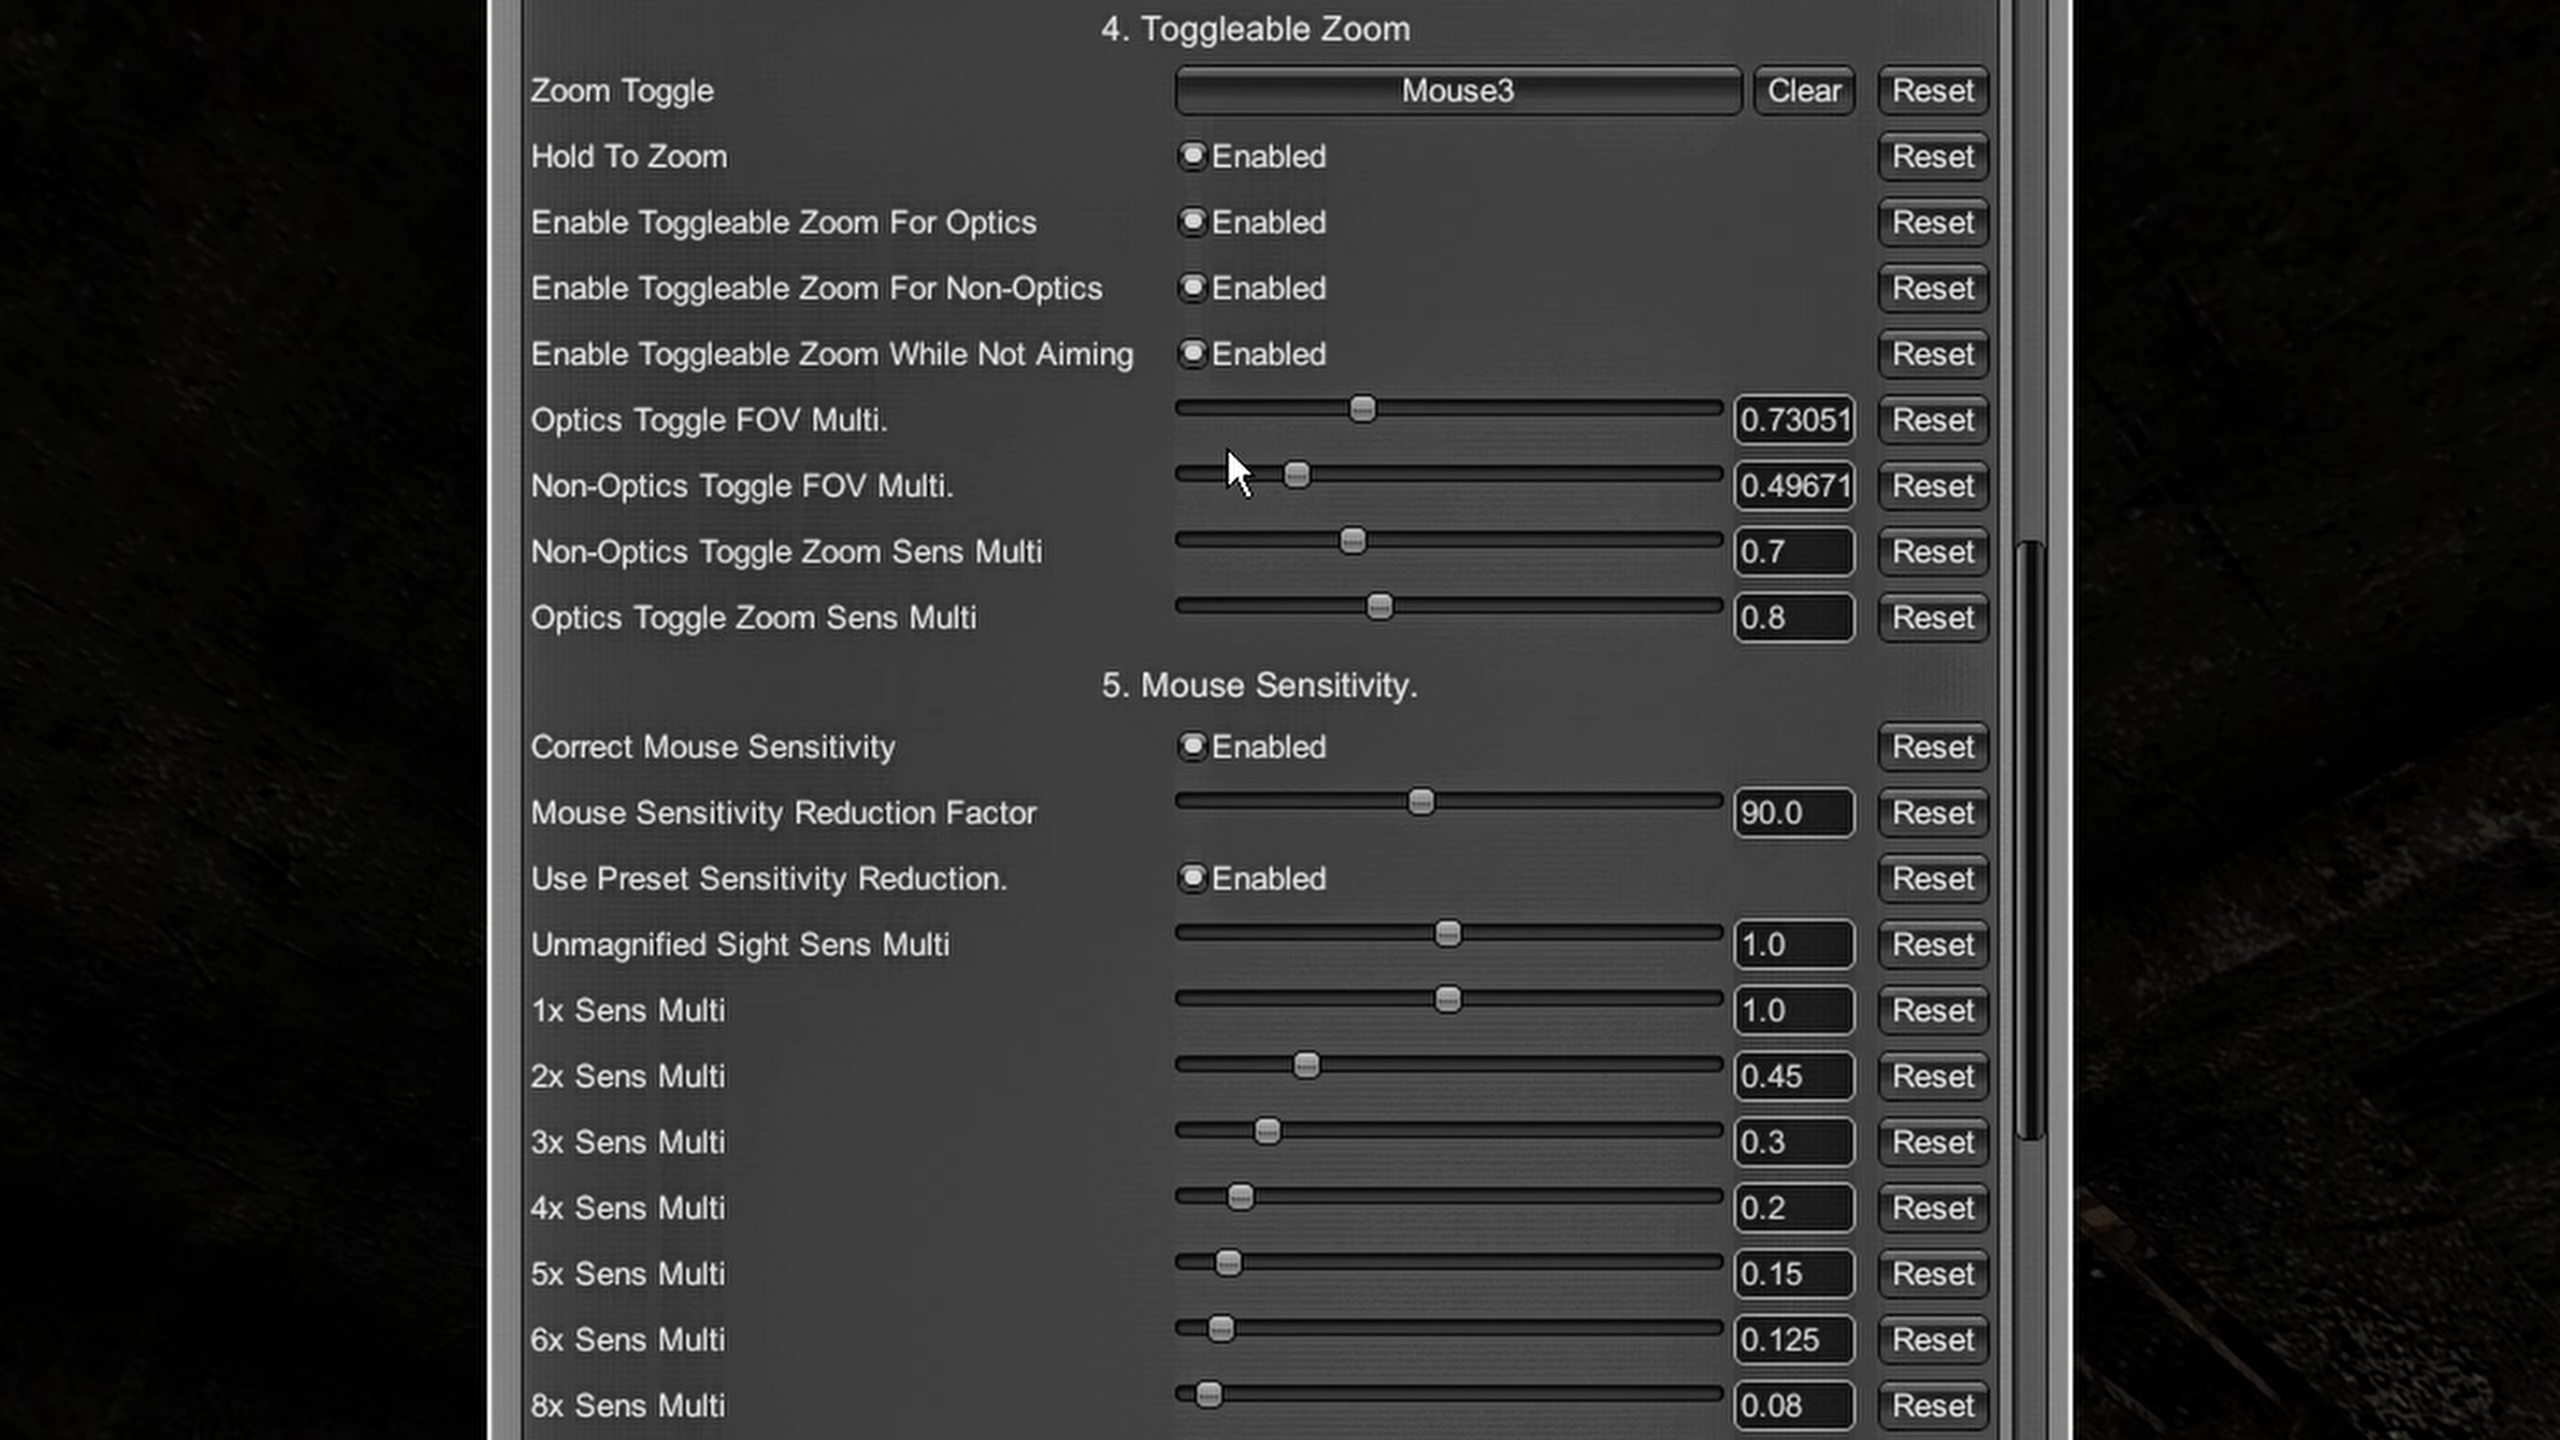 4. Toggleable Zoom
Zoom Toggle Mouse3 Clear Reset
Hold To Zoom Enabled Reset
Enable Toggleable Zoom For Optics Enabled Reset
Enable Toggleable Zoom For Non-Optics Enabled Reset
Enable Toggleable Zoom While Not Aiming Enabled Reset
Optics Toggle FOV Multi. 0.73051 Reset
Non-Optics Toggle FOV Multi. 0.49671 Reset
Non-Optics Toggle Zoom Sens Multi 0.7 Reset
Optics Toggle Zoom Sens Multi 0.8 Reset
5. Mouse Sensitivity.
Correct Mouse Sensitivity Enabled Reset
Mouse Sensitivity Reduction Factor 90.0 Reset
Use Preset Sensitivity Reduction. Enabled Reset
Unmagnified Sight Sens Multi 1.0 Reset
1x Sens Multi 1.0 Reset
2x Sens Multi 0.45 Reset
3x Sens Multi 0.3 Reset
4x Sens Multi 0.2 Reset
5x Sens Multi 0.15 Reset
6x Sens Multi 0.125 Reset
8x Sens Multi 0.08 Reset